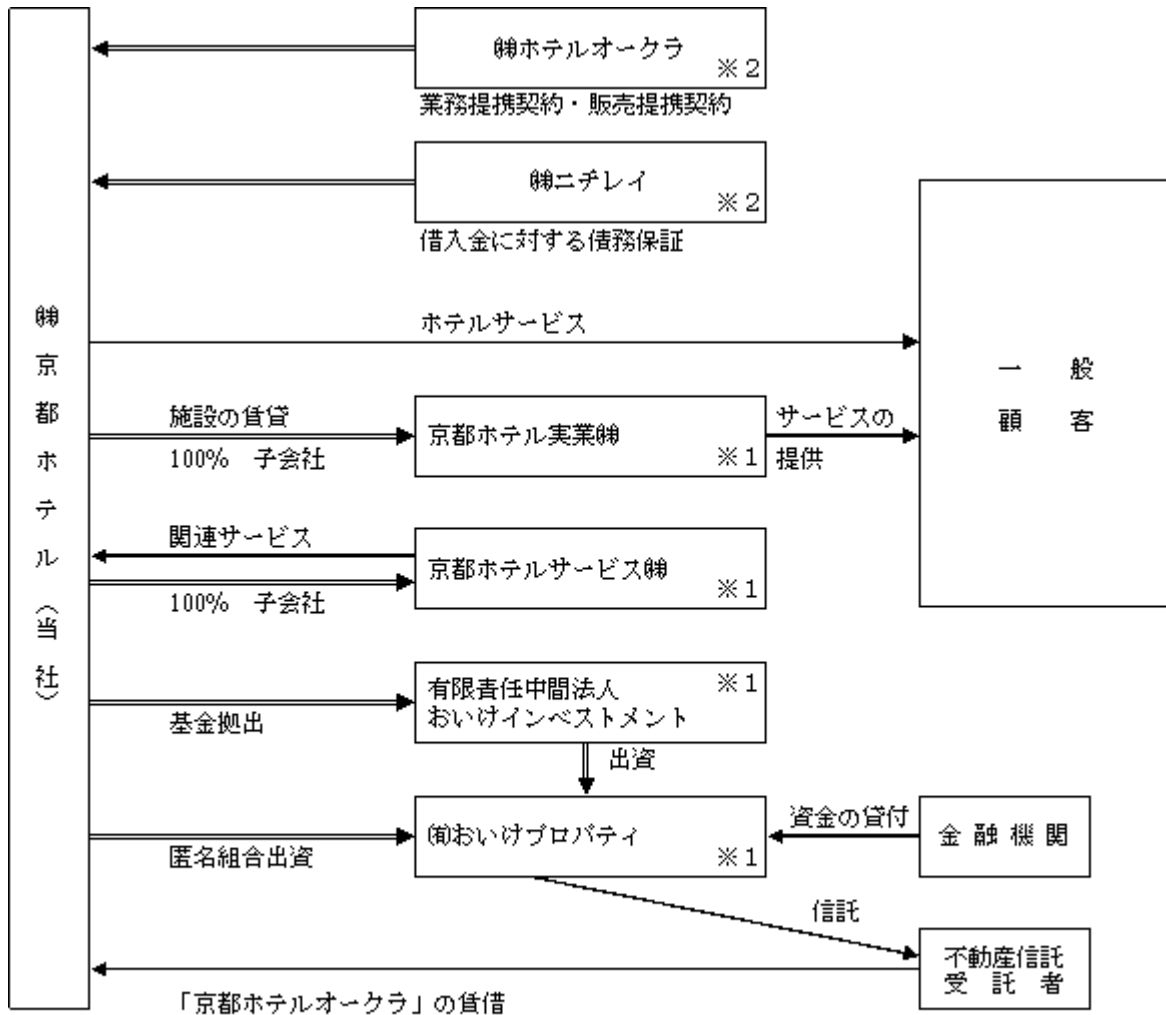 ㈱ホテルオークラ
※2
業務提携契約・販売提携契約
㈱ニチレイ
※2
借入金に対する債務保証
㈱京都ホテル（当社）
ホテルサービス
一般
顧客
施設の賃貸
100%　子会社
京都ホテル実業㈱
※1
サービスの
提供
関連サービス
100%　子会社
京都ホテルサービス㈱
※1
基金拠出
有限責任中間法人
おいけインベストメント
※1
出資
匿名組合出資
㈲おいけプロパティ
※1
資金の貸付
金融機関
信託
不動産信託
受託者
「京都ホテルオークラ」の賃借